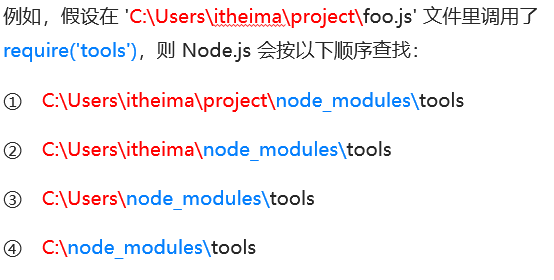 例如，假设在 'C:\Users\itheima\project\foo.js' 文件里调用了
require('tools')，则 Node.js 会按以下顺序查找：
① C:\Users\itheima\project\node_modules\tools
② C:\Users\itheima\node_modules\tools
③ C:\Users\node_modules\tools
④ C:\node_modules\tools